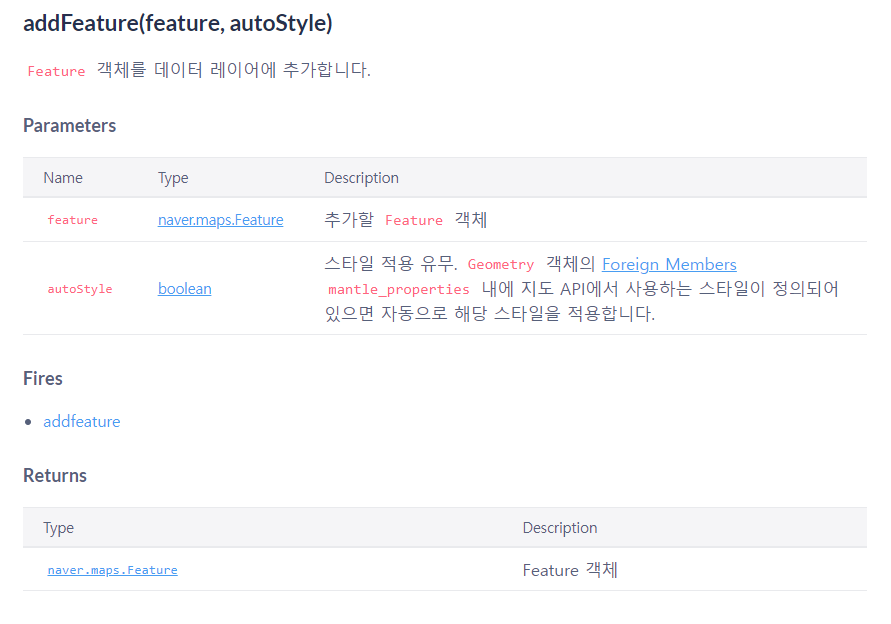 addFeature(feature, autoStyle)
Feature 객체를 데이터 레이어에 추가합니다.
Parameters
Name Type Description
feature naver.maps.Feature 추가할 Feature 객체
autoStyle boolean 스타일 적용 유무. Geometry 객체의 Foreign Members
mantle_properties 내에 지도 API에서 사용하는 스타일이 정의되어
있으면 자동으로 해당 스타일을 적용합니다.
Fires
• addfeature
Returns
Type Description
naver.maps.Feature Feature 객체